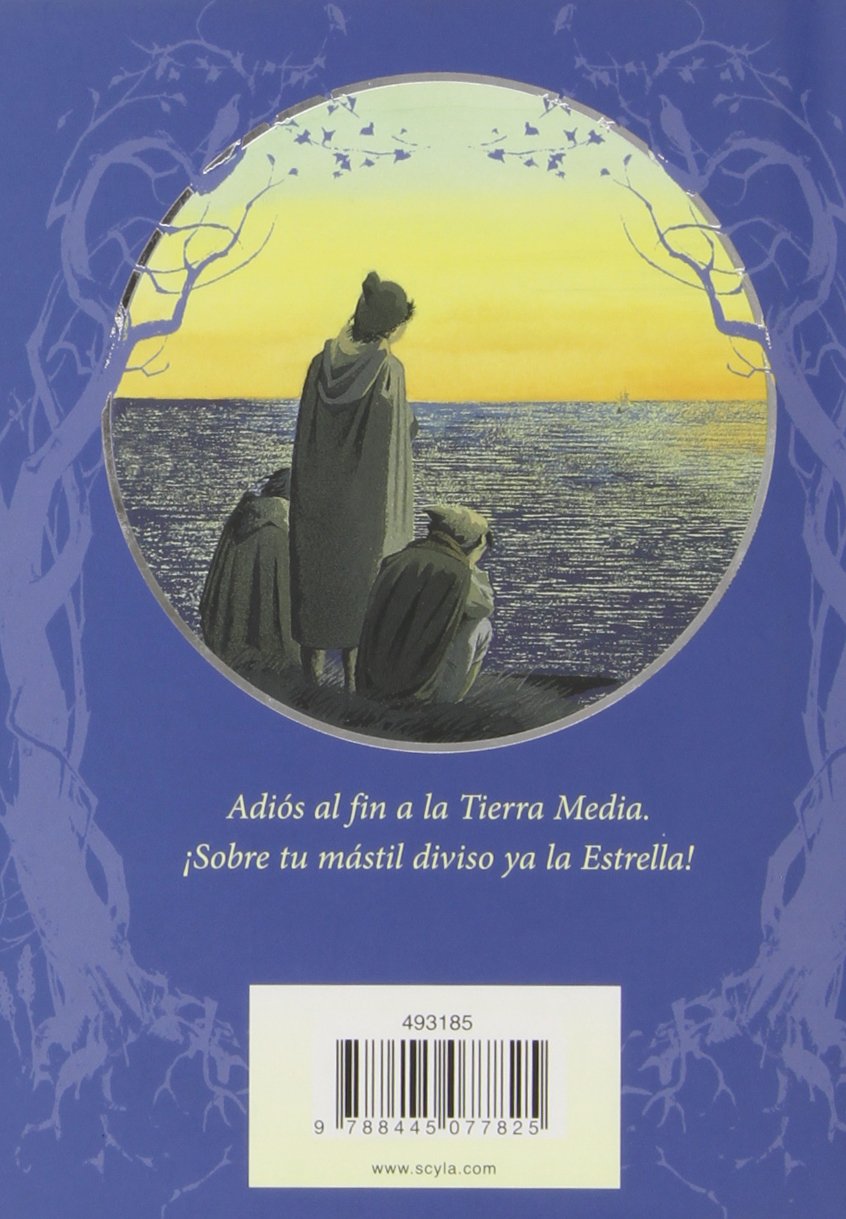 Adiós al fin a la Tierra Media.
¡Sobre tu mástil diviso ya la Estrella!
493185
9 788445 077825
www.scyla.com